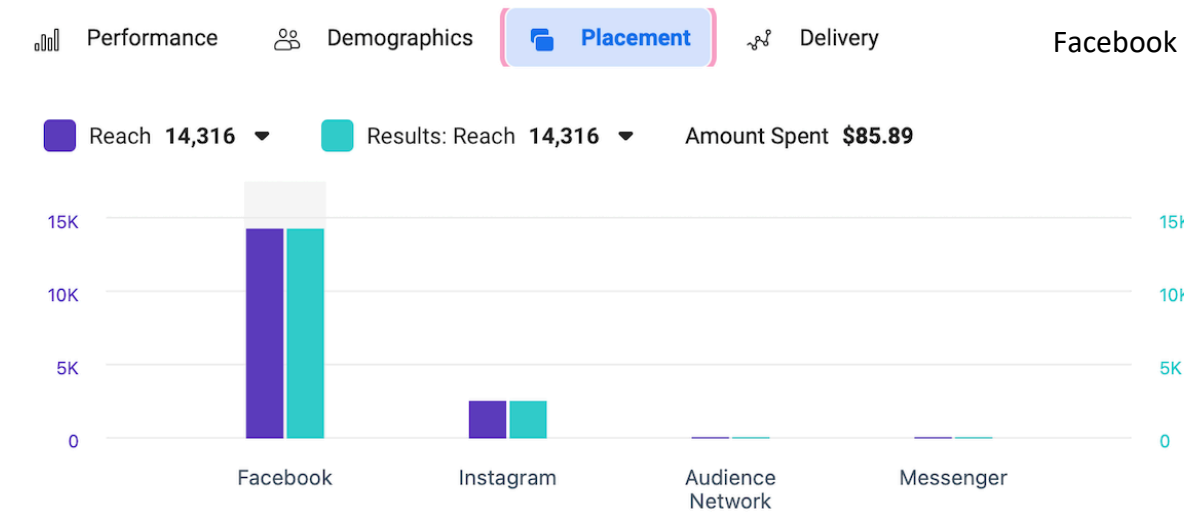 Performance Demographics Placement Delivery Facebook
Reach 14,316 Results: Reach 14,316 Amount Spent $85.89
15K 15K
10K 10K
5K 5K
0 0
Facebook Instagram Audience Network Messenger